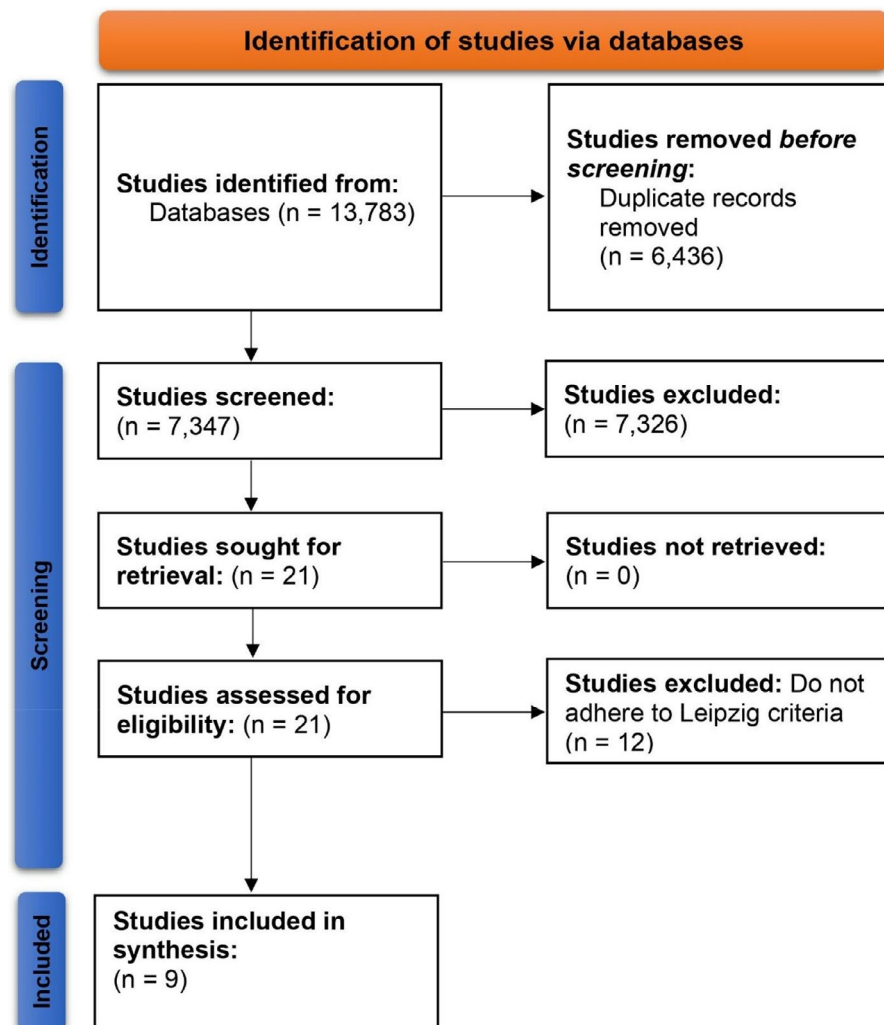 Identification of studies via databases
Identification
Studies identified from:
Databases (n = 13,783)
Studies removed before
screening:
Duplicate records
removed
(n = 6,436)
Screening
Studies screened:
(n = 7,347)
Studies excluded:
(n = 7,326)
Studies sought for
retrieval: (n = 21)
Studies not retrieved:
(n = 0)
Studies assessed for
eligibility: (n = 21)
Studies excluded: Do not
adhere to Leipzig criteria
(n = 12)
Included
Studies included in
synthesis:
(n = 9)